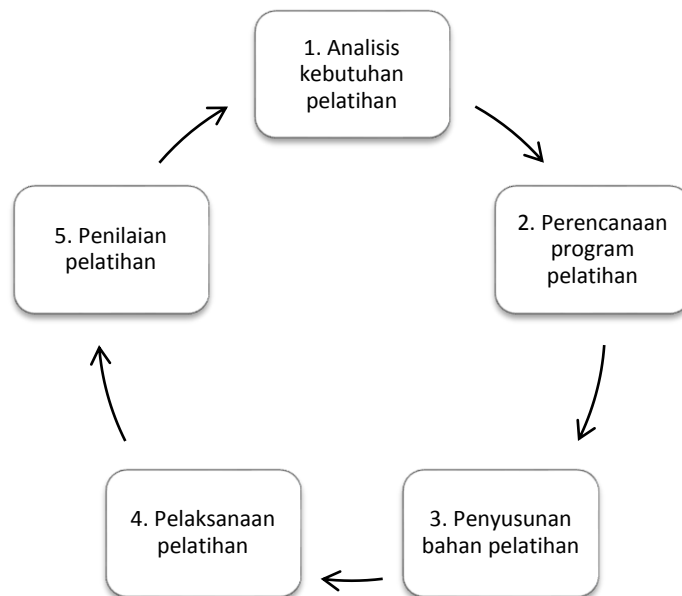 1. Analisis
kebutuhan
pelatihan
2. Perencanaan
program
pelatihan
3. Penyusunan
bahan pelatihan
4. Pelaksanaan
pelatihan
5. Penilaian
pelatihan